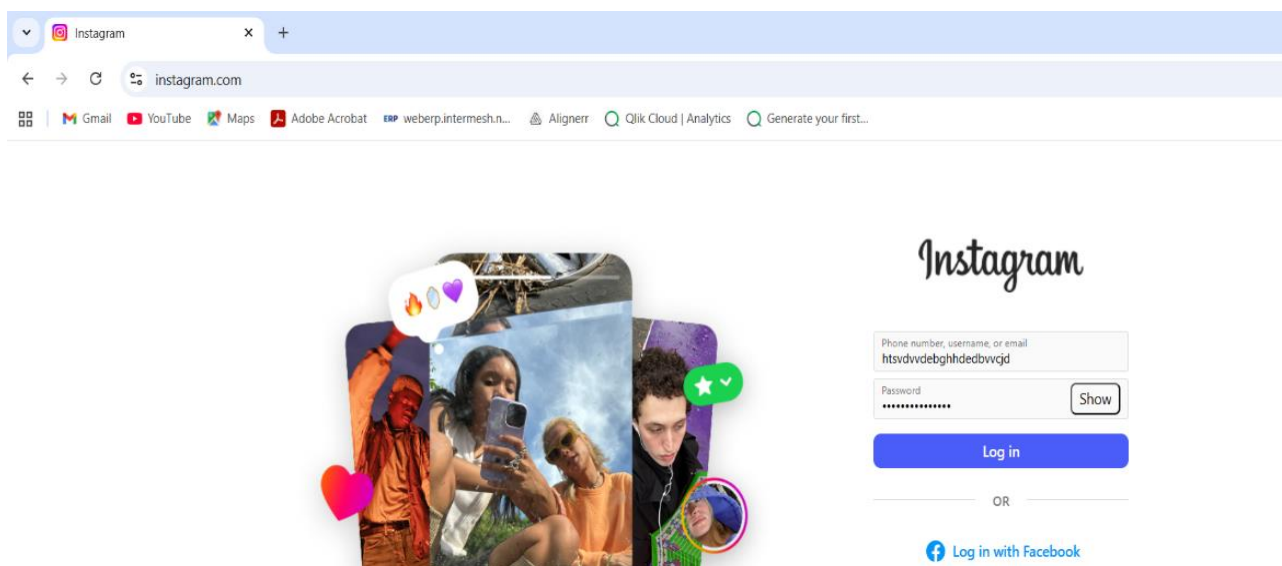 Instagram
instagram.com
Gmail YouTube Maps Adobe Acrobat ERP weberp.intermesh.n... Alignerr Qlik Cloud | Analytics Generate your first...
Instagram
Phone number, username, or email
htsvdvvdebghhdedbvvcjd
Password
•••••••••••••••
Show
Log in
OR
Log in with Facebook